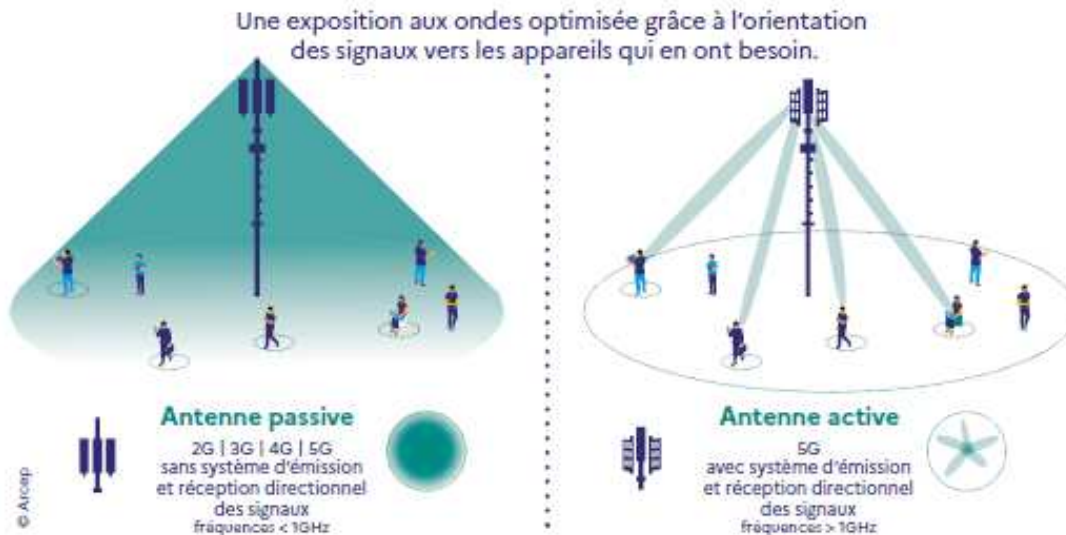 Une exposition aux ondes optimisée grâce à l'orientation
des signaux vers les appareils qui en ont besoin.
Antenne passive
2G | 3G | 4G | 5G
sans système d'émission
et réception directionnel
des signaux
fréquences < 1GHz
Antenne active
5G
avec système d'émission
et réception directionnel
des signaux
fréquences > 1GHz
© Arcep